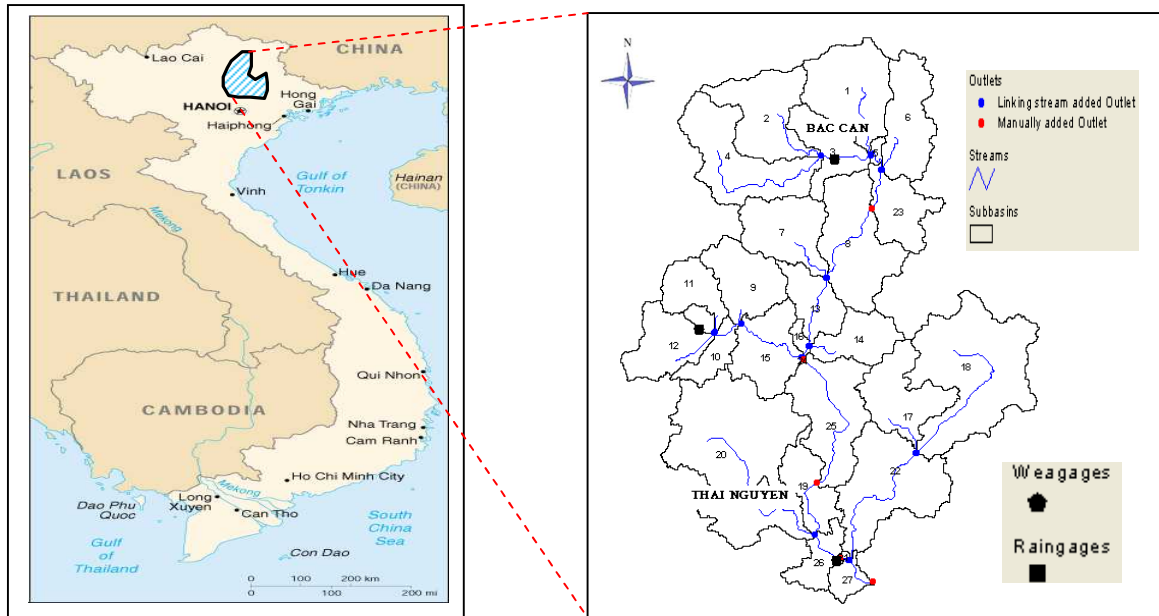 CHINA
Lao Cai
HANOI
Hong
Gai
Haiphong
LAOS
Gulf of
Tonkin
Hainan
(CHINA)
Vinh
Mekong
Hue
Da Nang
THAILAND
Qui Nhon
CAMBODIA
Nha Trang
Cam Ranh
Ho Chi Minh City
Mekong
Long
Xuyen
Can Tho
Dao Phu
Quoc
South
China
Sea
Gulf
of
Thailand
Con Dao
0 100 200 km
0 100 200 mi
N
1
2
BAC CAN
6
3
4
5
23
7
8
11
9
13
12
10
15
16
14
18
17
25
20
22
19
THAI NGUYEN
26
27
Outlets
Linking stream added Outlet
Manually added Outlet
Streams
Subbasins
Weagages
Raingages